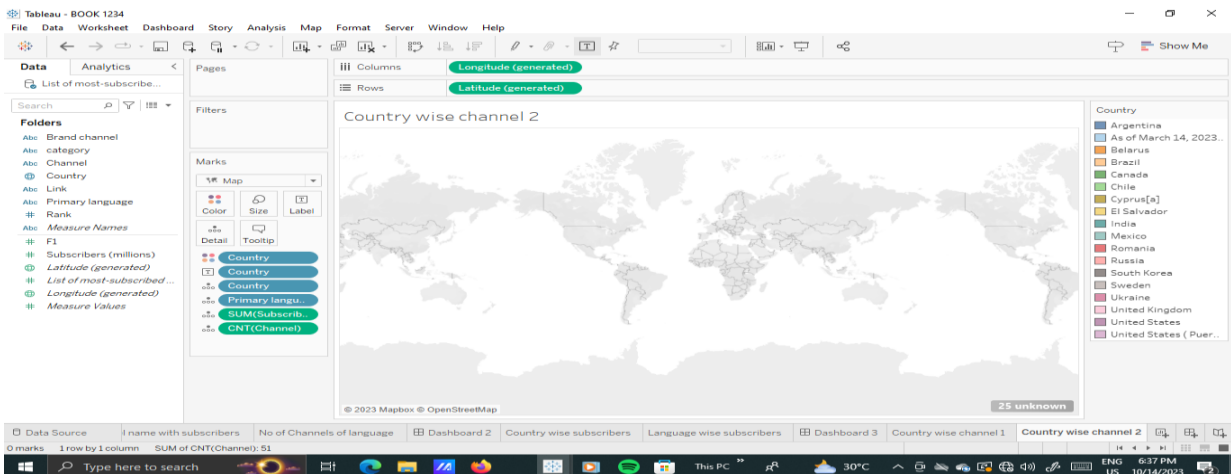 Tableau - BOOK 1234
File Data Worksheet Dashboard Story Analysis Map Format Server Window Help
Show Me
Data Analytics
List of most-subscribe...
Search
Folders
Abc Brand channel
Abc category
Abc Channel
Country
Abc Link
Abc Primary language
# Rank
Abc Measure Names
# F1
# Subscribers (millions)
Latitude (generated)
# List of most-subscribed ...
Longitude (generated)
# Measure Values
Pages
Filters
Marks
Map
Color Size Label
Detail Tooltip
Country
Country
Country
Primary langu..
SUM(Subscrib..
CNT(Channel)
Columns Longitude (generated)
Rows Latitude (generated)
Country wise channel 2
© 2023 Mapbox © OpenStreetMap
25 unknown
Country
Argentina
As of March 14, 2023..
Belarus
Brazil
Canada
Chile
Cyprus[a]
El Salvador
India
Mexico
Romania
Russia
South Korea
Sweden
Ukraine
United Kingdom
United States
United States ( Puer..
Data Source l name with subscribers No of Channels of language Dashboard 2 Country wise subscribers Language wise subscribers Dashboard 3 Country wise channel 1 Country wise channel 2
0 marks 1 row by 1 column SUM of CNT(Channel): 51
Type here to search This PC 30°C ENG US 6:37 PM 10/14/2023